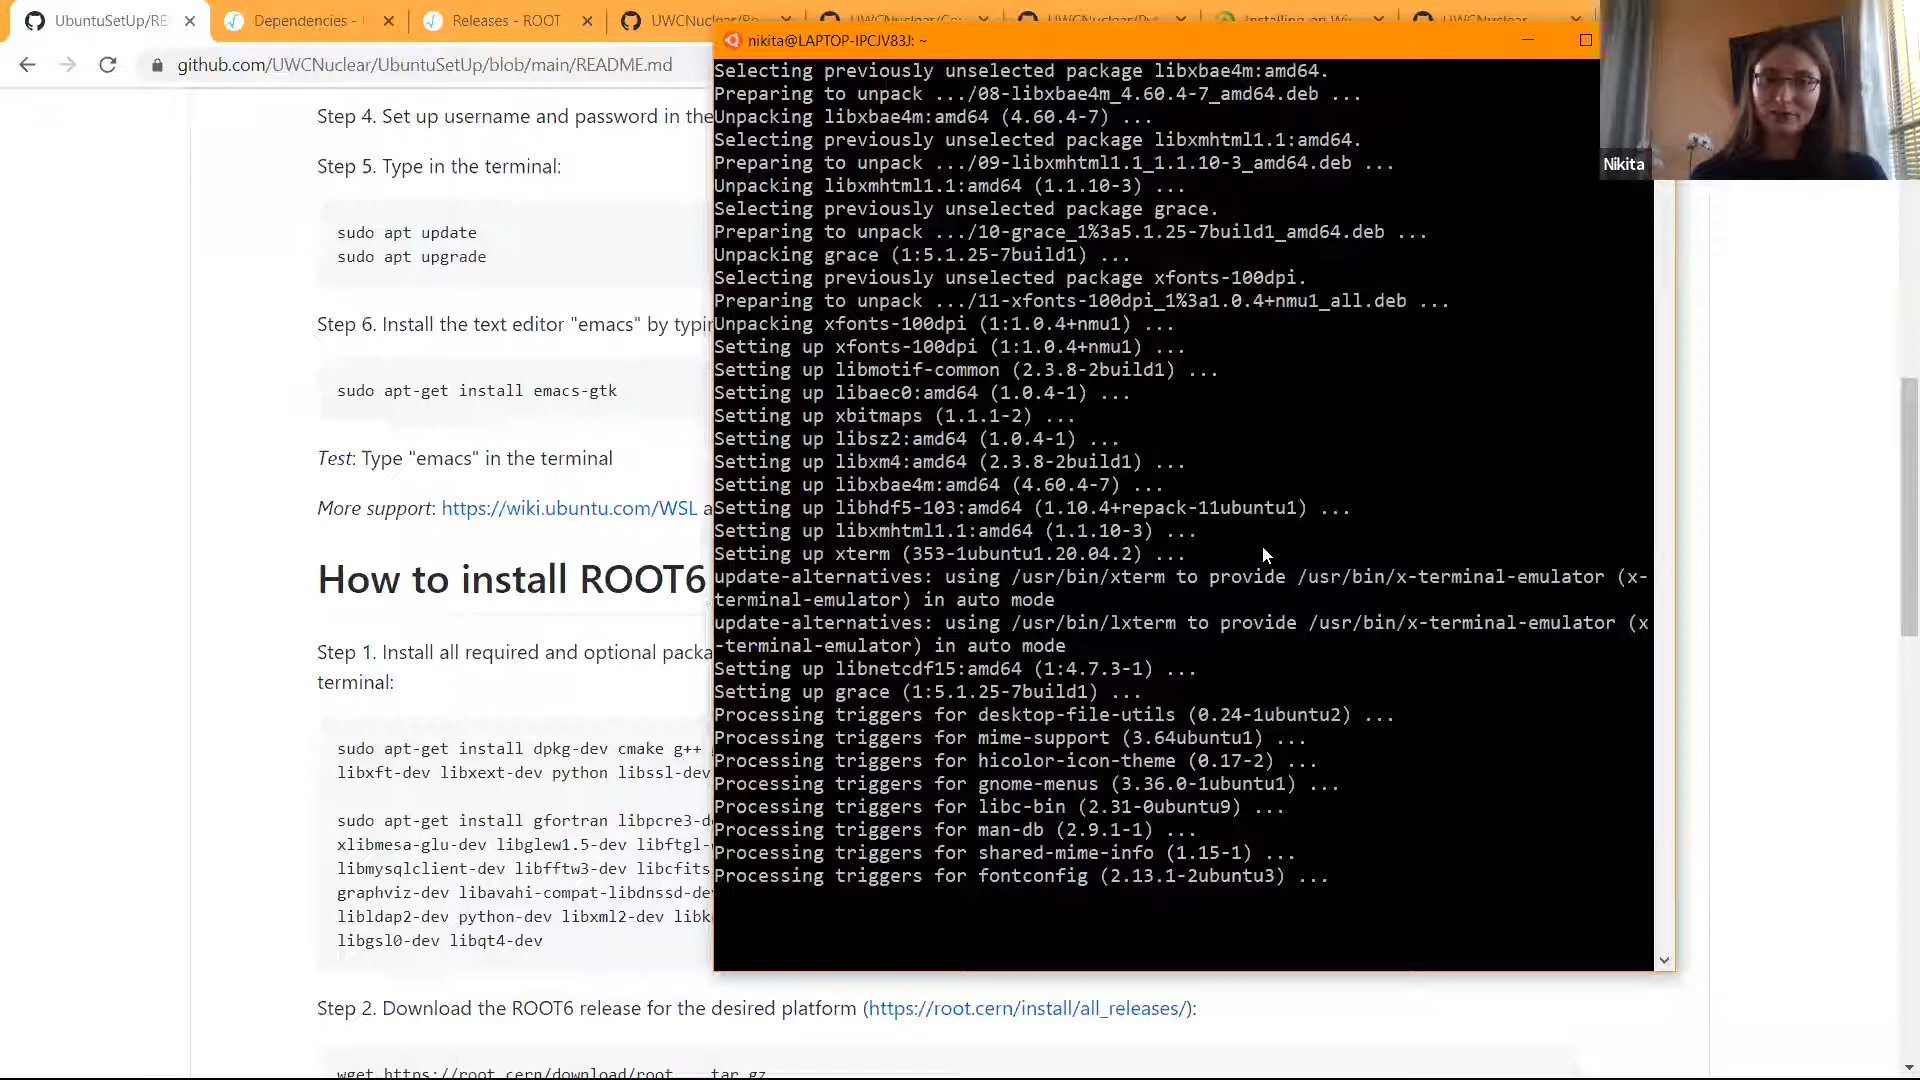 UbuntuSetUp/RE
Dependencies -
Releases - ROOT
UWCNuclear/
Installing an Wi
UWCNuclear
github.com/UWCNuclear/UbuntuSetUp/blob/main/README.md
nikita@LAPTOP-IPCJV83J: ~
Nikita
Step 4. Set up username and password in the
Step 5. Type in the terminal:
sudo apt update
sudo apt upgrade
Step 6. Install the text editor "emacs" by typin
sudo apt-get install emacs-gtk
Test: Type "emacs" in the terminal
More support: https://wiki.ubuntu.com/WSL a
How to install ROOT6
Step 1. Install all required and optional packa
terminal:
sudo apt-get install dpkg-dev cmake g++
libxft-dev libxext-dev python libssl-dev
sudo apt-get install gfortran libpcre3-d
xlibmesa-glu-dev libglew1.5-dev libftgl-
libmysqlclient-dev libfftw3-dev libcfits
graphviz-dev libavahi-compat-libdnssd-de
libldap2-dev python-dev libxml2-dev libk
libgsl0-dev libqt4-dev
Step 2. Download the ROOT6 release for the desired platform (https://root.cern/install/all_releases/):
wget https://root.cern/download/root tar.gz
Selecting previously unselected package libxbae4m:amd64.
Preparing to unpack .../08-libxbae4m_4.60.4-7_amd64.deb ...
Unpacking libxbae4m:amd64 (4.60.4-7) ...
Selecting previously unselected package libxmhtml1.1:amd64.
Preparing to unpack .../09-libxmhtml1.1_1.1.10-3_amd64.deb ...
Unpacking libxmhtml1.1:amd64 (1.1.10-3) ...
Selecting previously unselected package grace.
Preparing to unpack .../10-grace_1%3a5.1.25-7build1_amd64.deb ...
Unpacking grace (1:5.1.25-7build1) ...
Selecting previously unselected package xfonts-100dpi.
Preparing to unpack .../11-xfonts-100dpi_1%3a1.0.4+nmu1_all.deb ...
Unpacking xfonts-100dpi (1:1.0.4+nmu1) ...
Setting up xfonts-100dpi (1:1.0.4+nmu1) ...
Setting up libmotif-common (2.3.8-2build1) ...
Setting up libaec0:amd64 (1.0.4-1) ...
Setting up xbitmaps (1.1.1-2) ...
Setting up libsz2:amd64 (1.0.4-1) ...
Setting up libxm4:amd64 (2.3.8-2build1) ...
Setting up libxbae4m:amd64 (4.60.4-7) ...
Setting up libhdf5-103:amd64 (1.10.4+repack-11ubuntu1) ...
Setting up libxmhtml1.1:amd64 (1.1.10-3) ...
Setting up xterm (353-1ubuntu1.20.04.2) ...
update-alternatives: using /usr/bin/xterm to provide /usr/bin/x-terminal-emulator (x-
terminal-emulator) in auto mode
update-alternatives: using /usr/bin/lxterm to provide /usr/bin/x-terminal-emulator (x
-terminal-emulator) in auto mode
Setting up libnetcdf15:amd64 (1:4.7.3-1) ...
Setting up grace (1:5.1.25-7build1) ...
Processing triggers for desktop-file-utils (0.24-1ubuntu2) ...
Processing triggers for mime-support (3.64ubuntu1) ...
Processing triggers for hicolor-icon-theme (0.17-2) ...
Processing triggers for gnome-menus (3.36.0-1ubuntu1) ...
Processing triggers for libc-bin (2.31-0ubuntu9) ...
Processing triggers for man-db (2.9.1-1) ...
Processing triggers for shared-mime-info (1.15-1) ...
Processing triggers for fontconfig (2.13.1-2ubuntu3) ...